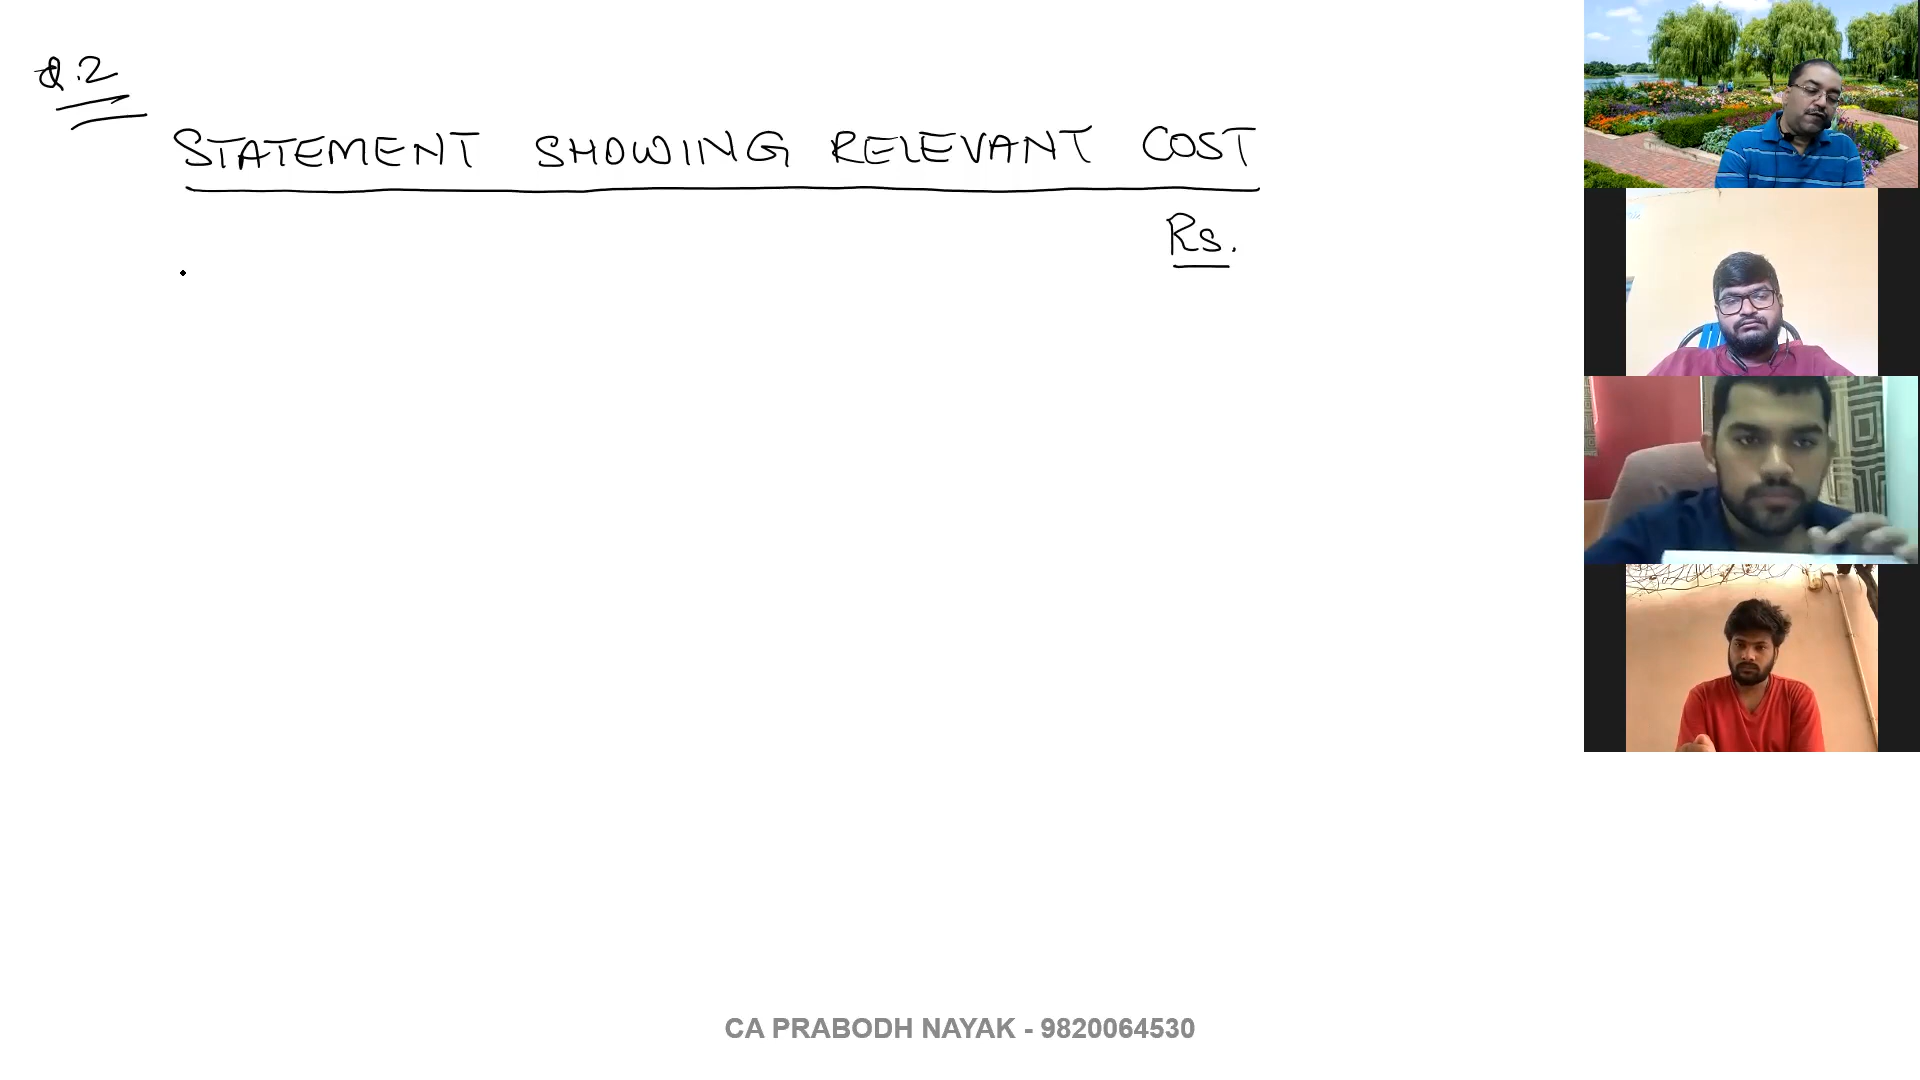 Q.2
STATEMENT SHOWING RELEVANT COST
Rs.
CA PRABODH NAYAK - 9820064530